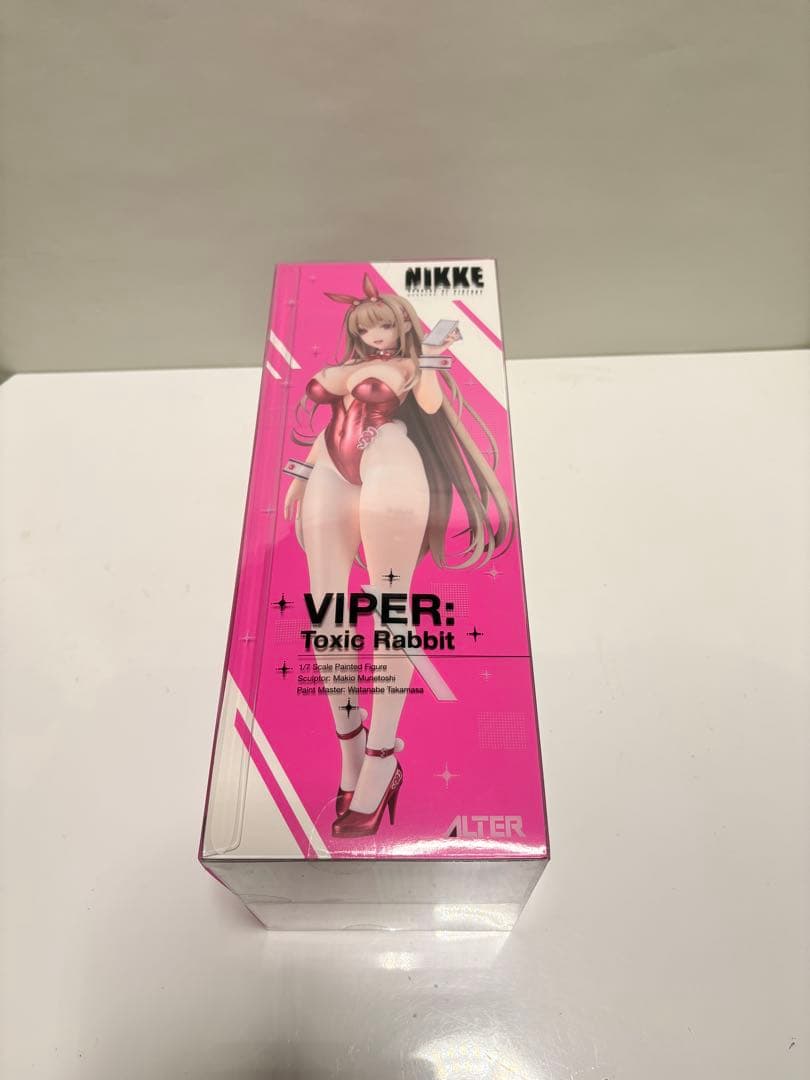 NIKKE
VIPER:
Toxic Rabbit
1/7 Scale Painted Figure
Sculptor: Makio Munetoshi
Paint Master: Watanabe Takamasa
ALTER